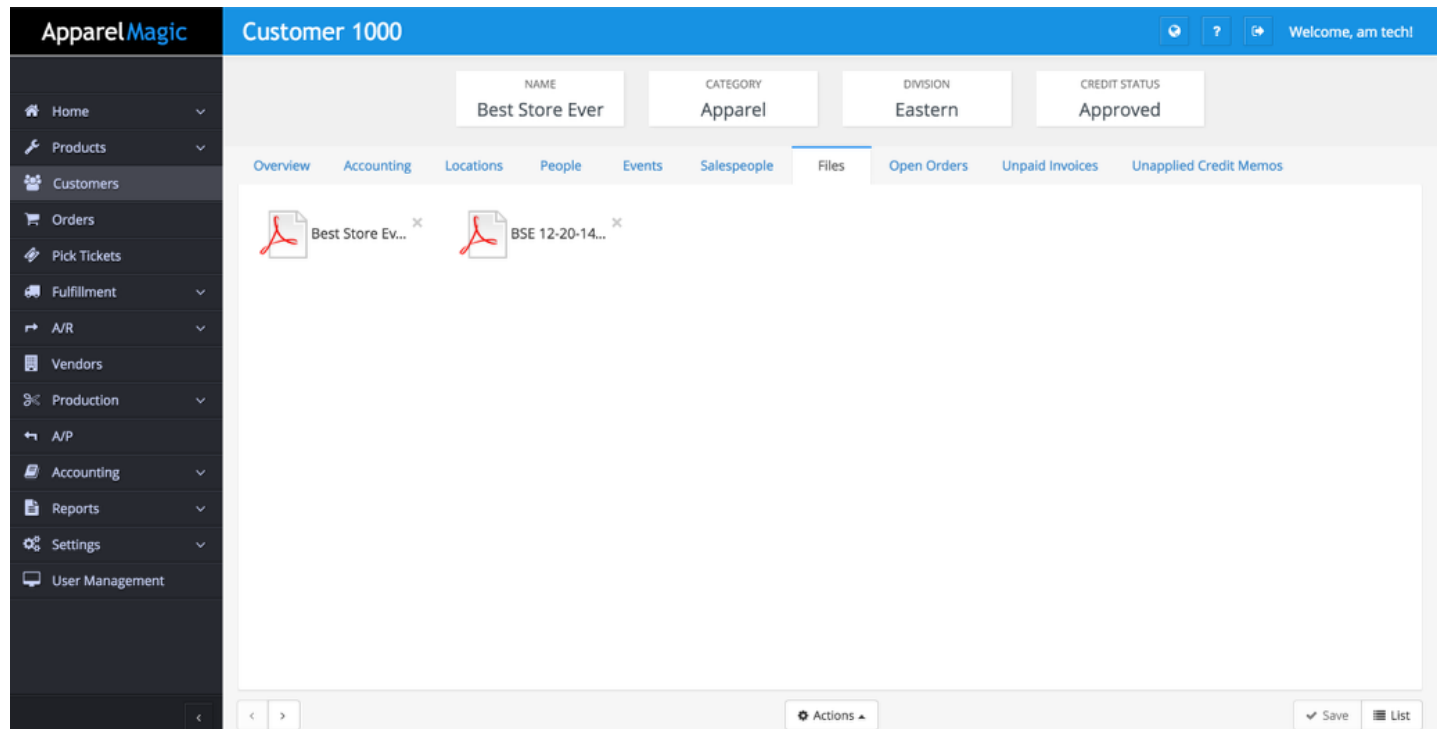 ApparelMagic
Customer 1000
?
Welcome, am tech!
NAME
Best Store Ever
CATEGORY
Apparel
DIVISION
Eastern
CREDIT STATUS
Approved
Home
Products
Customers
Orders
Pick Tickets
Fulfillment
A/R
Vendors
Production
A/P
Accounting
Reports
Settings
User Management
Overview
Accounting
Locations
People
Events
Salespeople
Files
Open Orders
Unpaid Invoices
Unapplied Credit Memos
Best Store Ev...
BSE 12-20-14...
Actions
Save
List